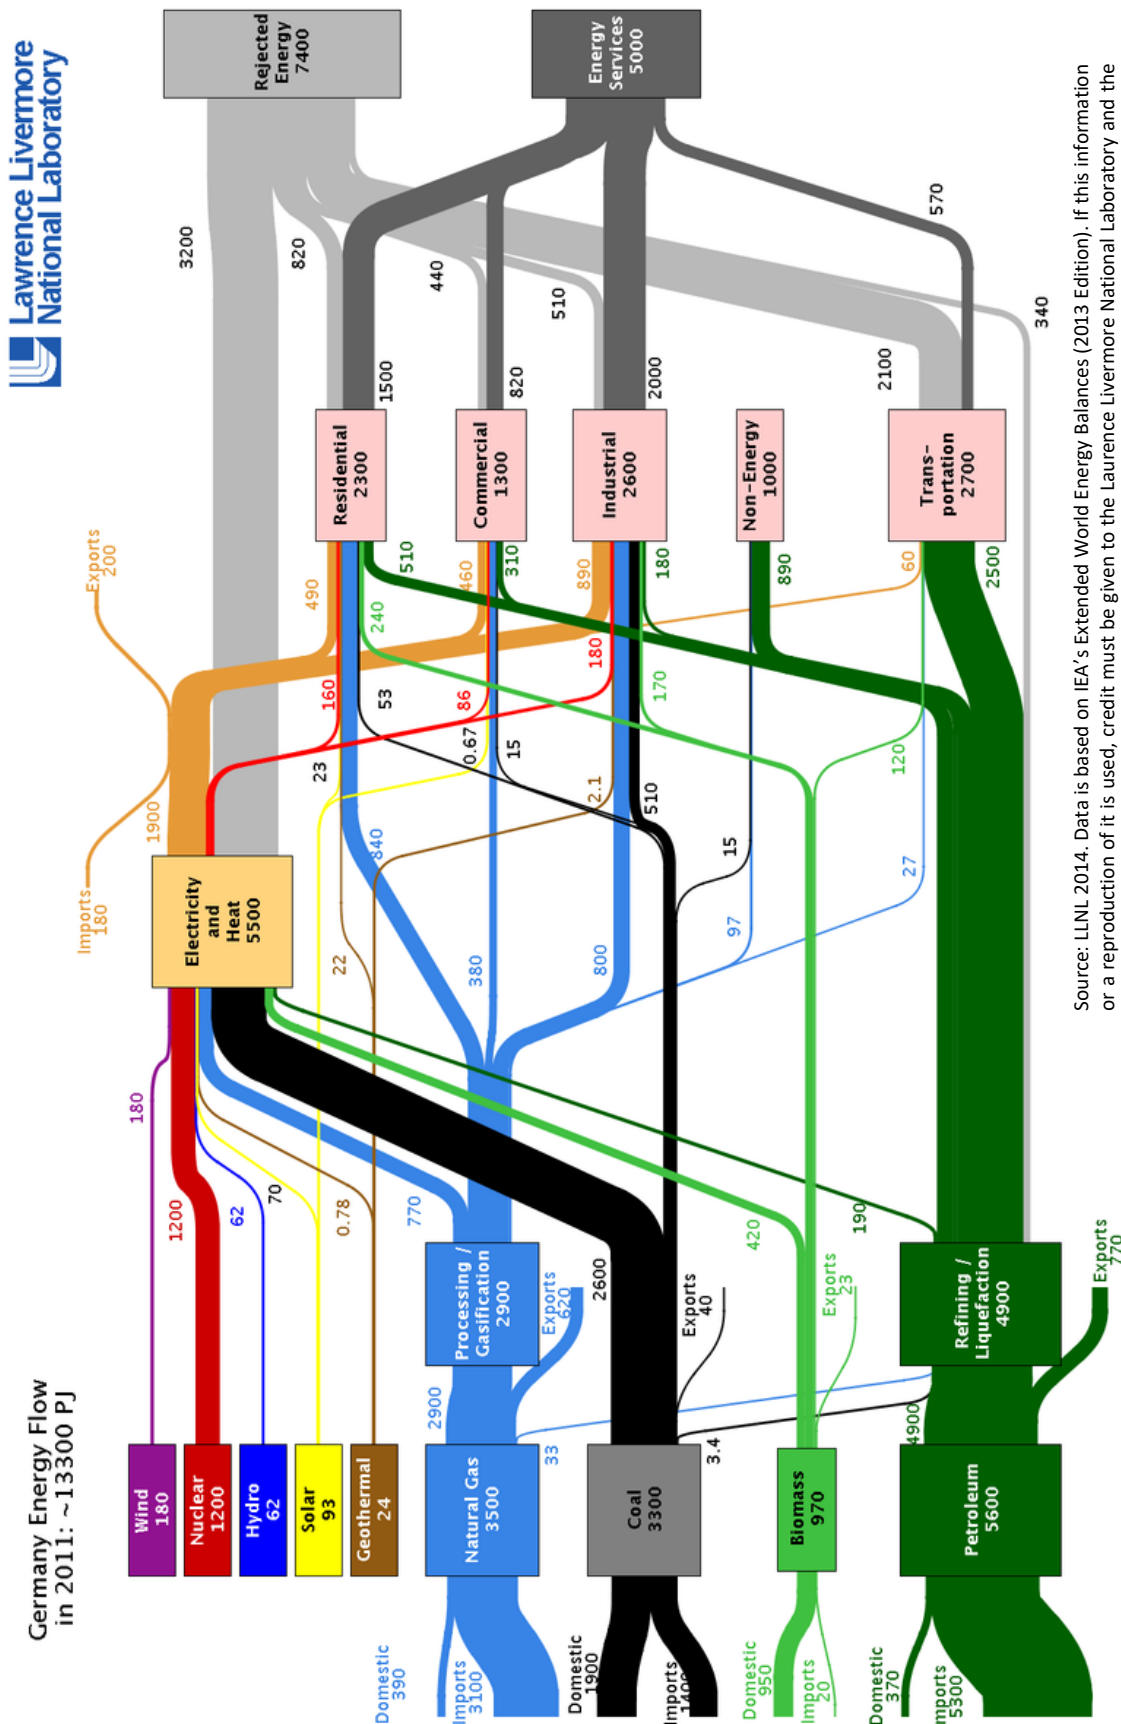 Germany Energy Flow
in 2011: ~13300 PJ
Lawrence Livermore
National Laboratory
Wind
180
Nuclear
1200
Hydro
62
Solar
93
Geothermal
24
Natural Gas
3500
Coal
3300
Biomass
970
Petroleum
5600
Domestic
390
Imports
3100
Domestic
1900
Imports
1400
Domestic
950
Imports
20
Domestic
370
Imports
5300
2900
33
3.4
4900
Processing /
Gasification
2900
Refining /
Liquefaction
4900
Exports
620
Exports
40
Exports
23
Exports
770
180
1200
62
70
0.78
770
2600
420
190
Imports
180
Electricity
and
Heat
5500
Exports
200
1900
22
23
840
380
800
97
27
15
2.1
510
0.67
15
53
160
86
180
170
120
490
240
510
460
310
890
180
890
60
2500
Residential
2300
Commercial
1300
Industrial
2600
Non-Energy
1000
Trans-
portation
2700
3200
820
1500
440
820
510
2000
2100
570
340
Rejected
Energy
7400
Energy
Services
5000
Source: LLNL 2014. Data is based on IEA's Extended World Energy Balances (2013 Edition). If this information
or a reproduction of it is used, credit must be given to the Laurence Livermore National Laboratory and the